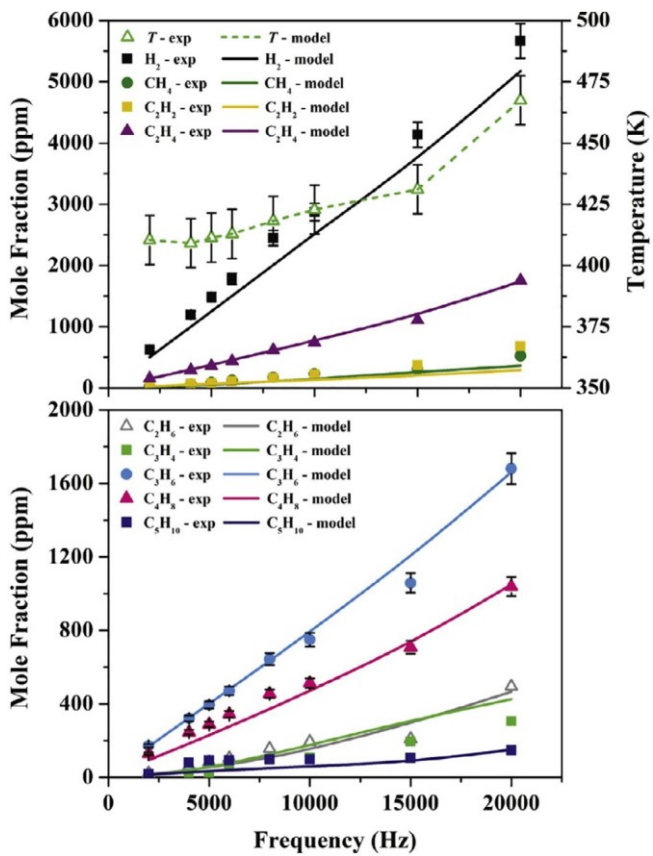 6000
5000
4000
3000
2000
1000
0
Mole Fraction (ppm)
500
475
450
425
400
375
350
Temperature (K)
T - exp
T - model
H₂ - exp
H₂ - model
CH₄ - exp
CH₄ - model
C₂H₂ - exp
C₂H₂ - model
C₂H₄ - exp
C₂H₄ - model
2000
1600
1200
800
400
0
Mole Fraction (ppm)
C₂H₆ - exp
C₂H₆ - model
C₃H₄ - exp
C₃H₄ - model
C₃H₆ - exp
C₃H₆ - model
C₄H₈ - exp
C₄H₈ - model
C₅H₁₀ - exp
C₅H₁₀ - model
0
5000
10000
15000
20000
Frequency (Hz)